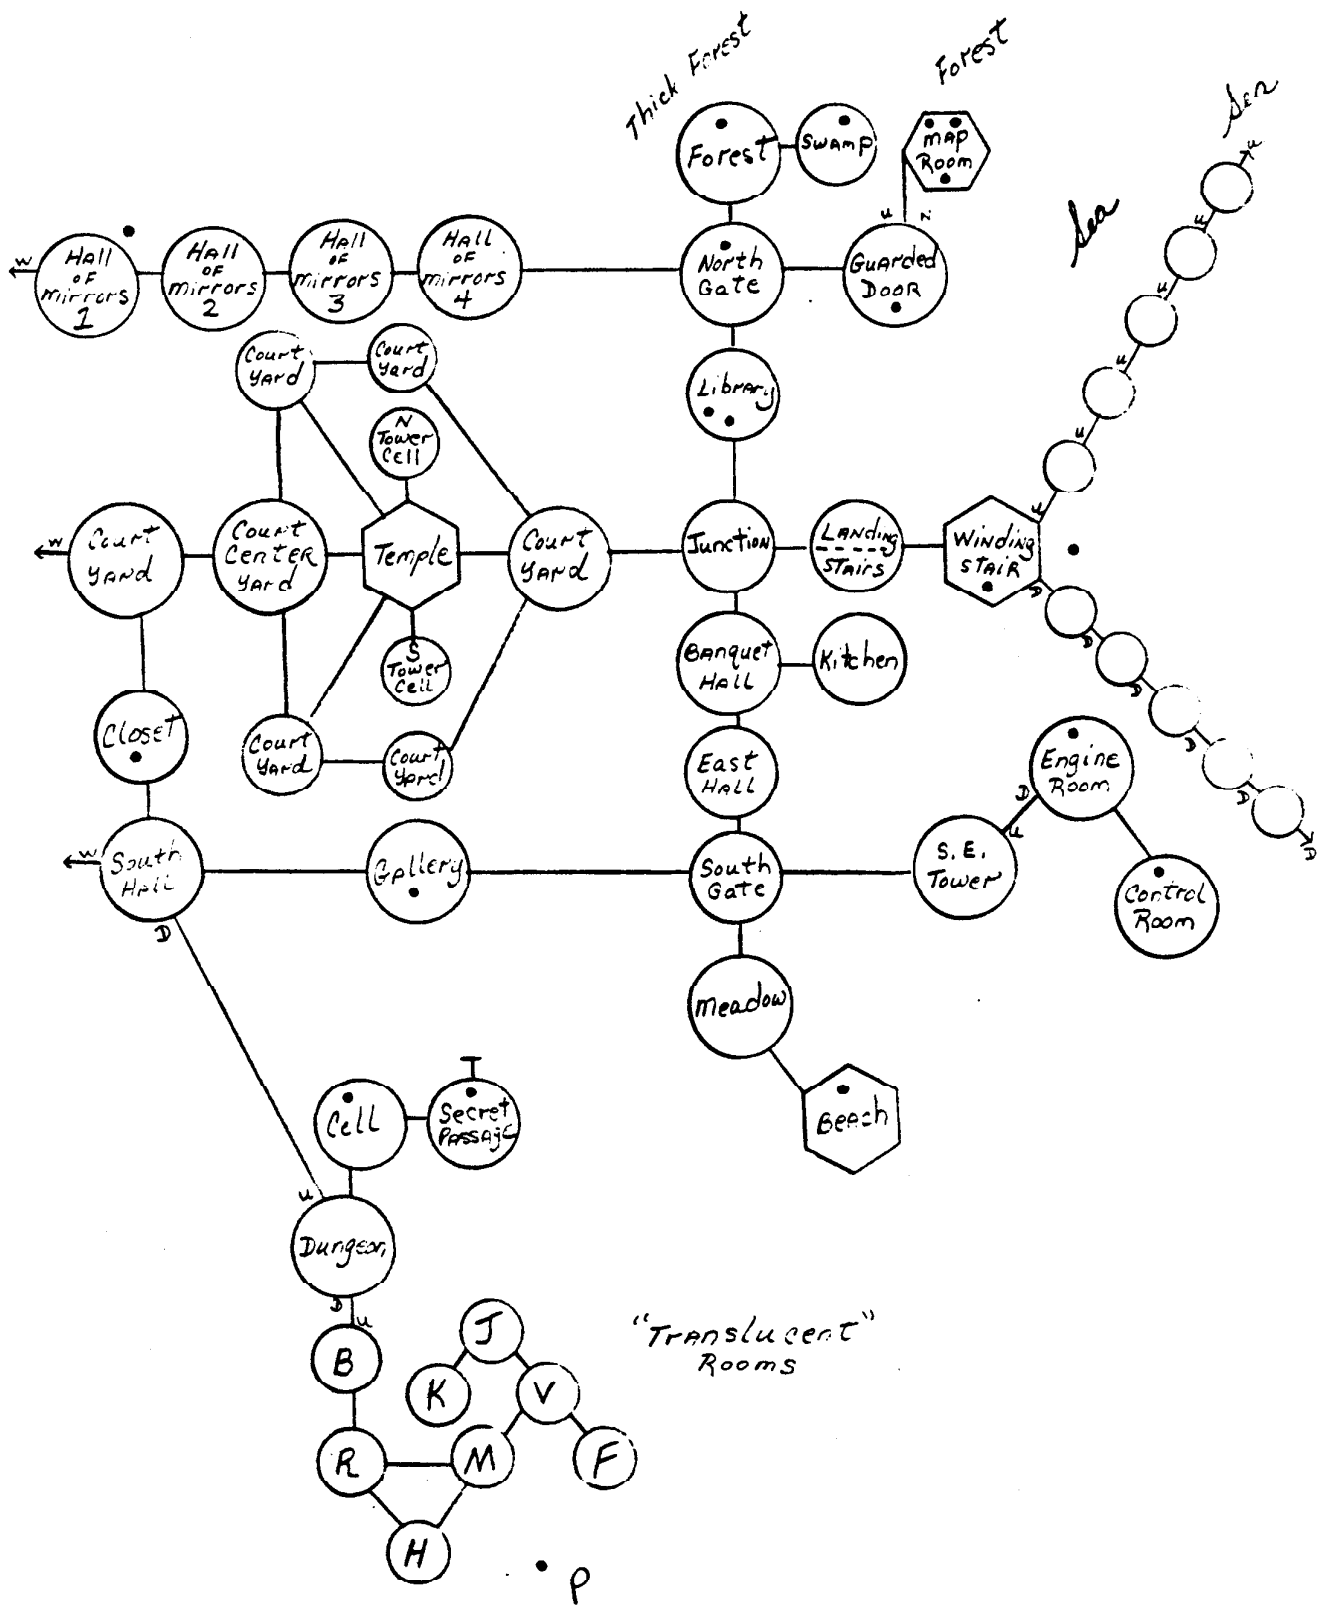 Thick Forest
Forest
Sea
Sea
Forest
Swamp
Map
Room
U
N
W
Hall
of
mirrors
1
Hall
of
mirrors
2
Hall
of
mirrors
3
Hall
of
mirrors
4
North
Gate
Guarded
Door
U
U
U
U
U
U
Court
Yard
Court
Yard
Library
N
Tower
Cell
W
Court
Yard
Court
Center
Yard
Temple
Court
Yard
Junction
Landing
Stairs
Winding
Stair
D
D
D
D
D
D
S
Tower
Cell
Banquet
Hall
Kitchen
Closet
Court
Yard
Court
Yard
East
Hall
Engine
Room
D
U
W
South
Hall
D
Gallery
South
Gate
S.E.
Tower
Control
Room
Meadow
Beach
Cell
Secret
Passage
U
Dungeon
D
U
B
J
K
V
R
M
F
H
"Translucent"
Rooms
P